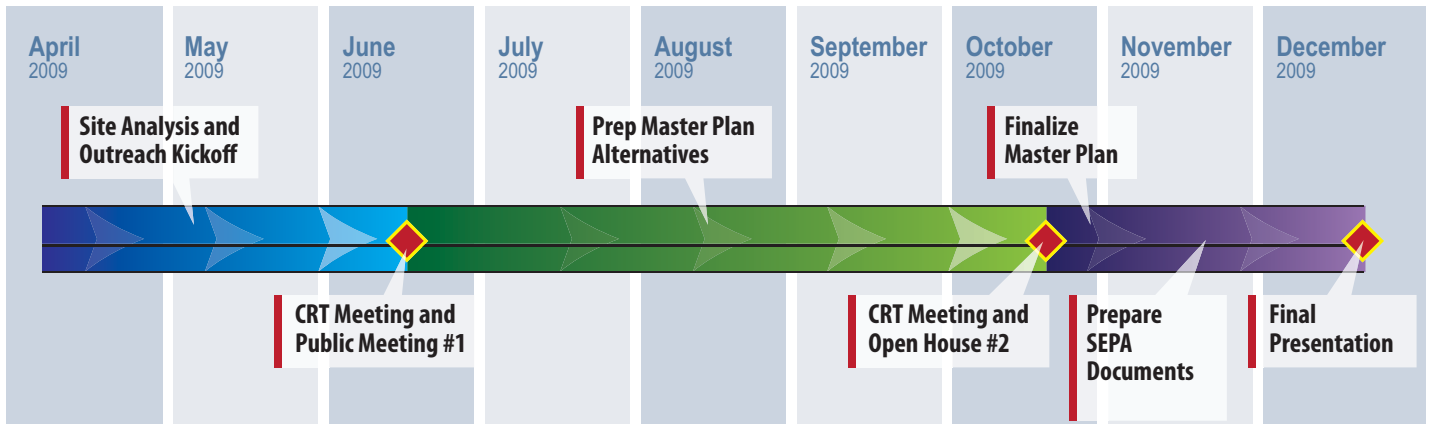 April
2009
May
2009
June
2009
July
2009
August
2009
September
2009
October
2009
November
2009
December
2009
Site Analysis and
Outreach Kickoff
Prep Master Plan
Alternatives
Finalize
Master Plan
CRT Meeting and
Public Meeting #1
CRT Meeting and
Open House #2
Prepare
SEPA
Documents
Final
Presentation